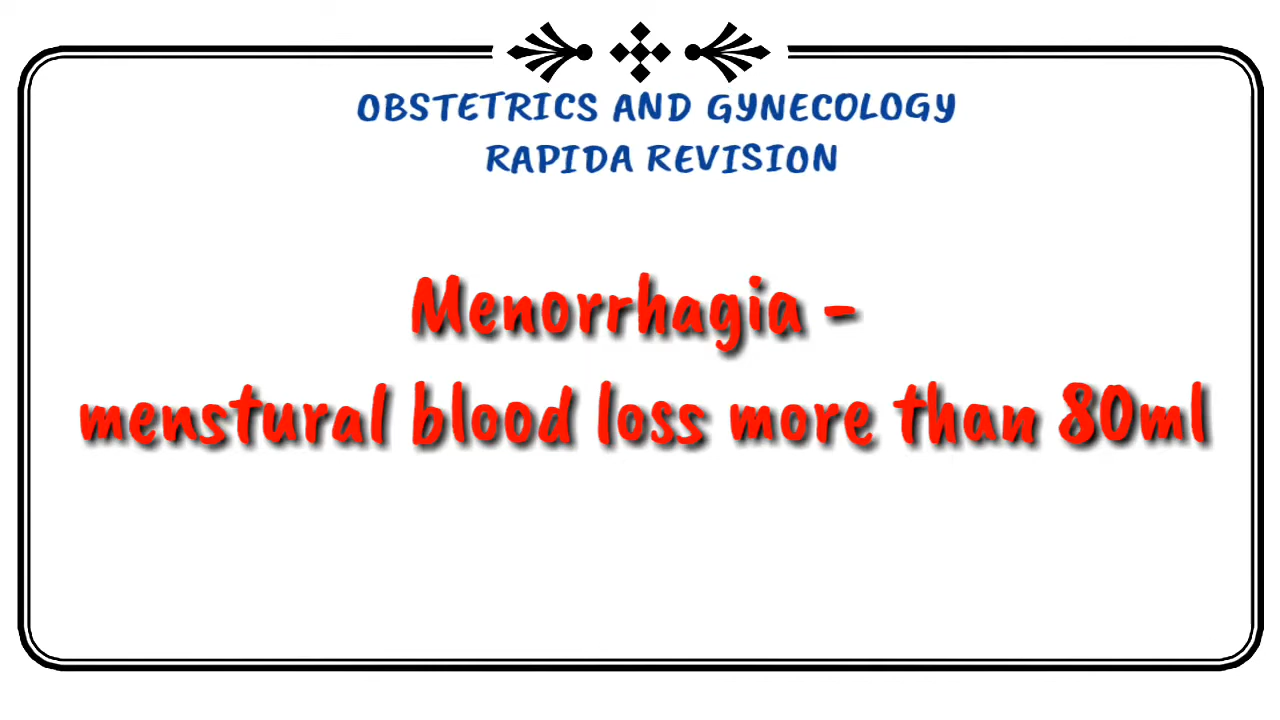 OBSTETRICS AND GYNECOLOGY
RAPIDA REVISION
Menorrhagia -
menstural blood loss more than 80ml